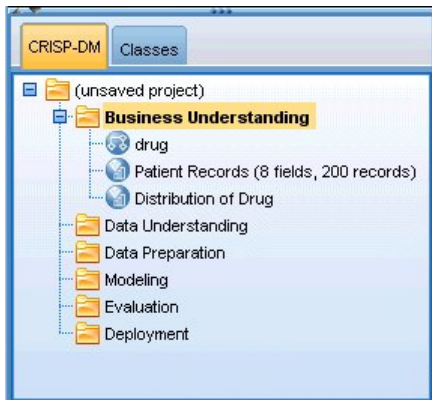 CRISP-DM Classes
(unsaved project)
Business Understanding
drug
Patient Records (8 fields, 200 records)
Distribution of Drug
Data Understanding
Data Preparation
Modeling
Evaluation
Deployment